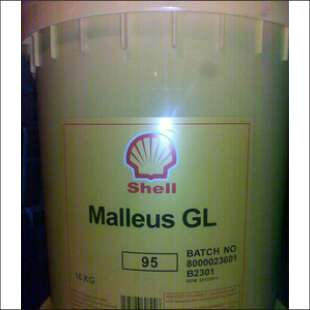 Shell
Malleus GL
95
BATCH NO
8000023601
B2301
18 KG